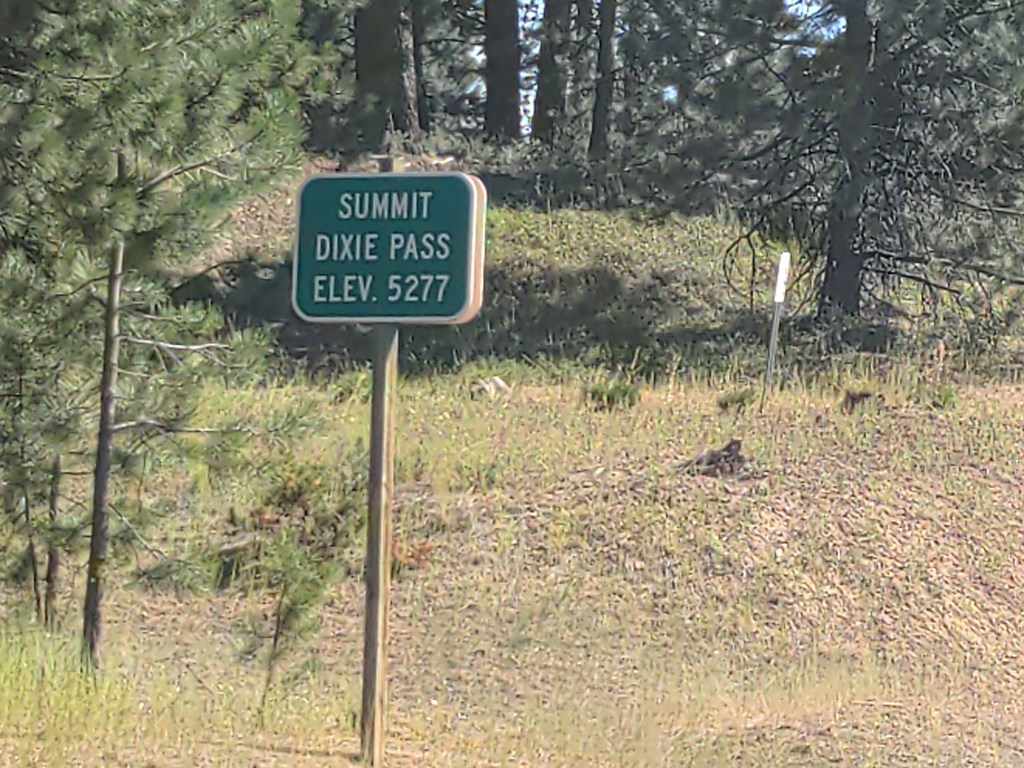 SUMMIT
DIXIE PASS
ELEV. 5277